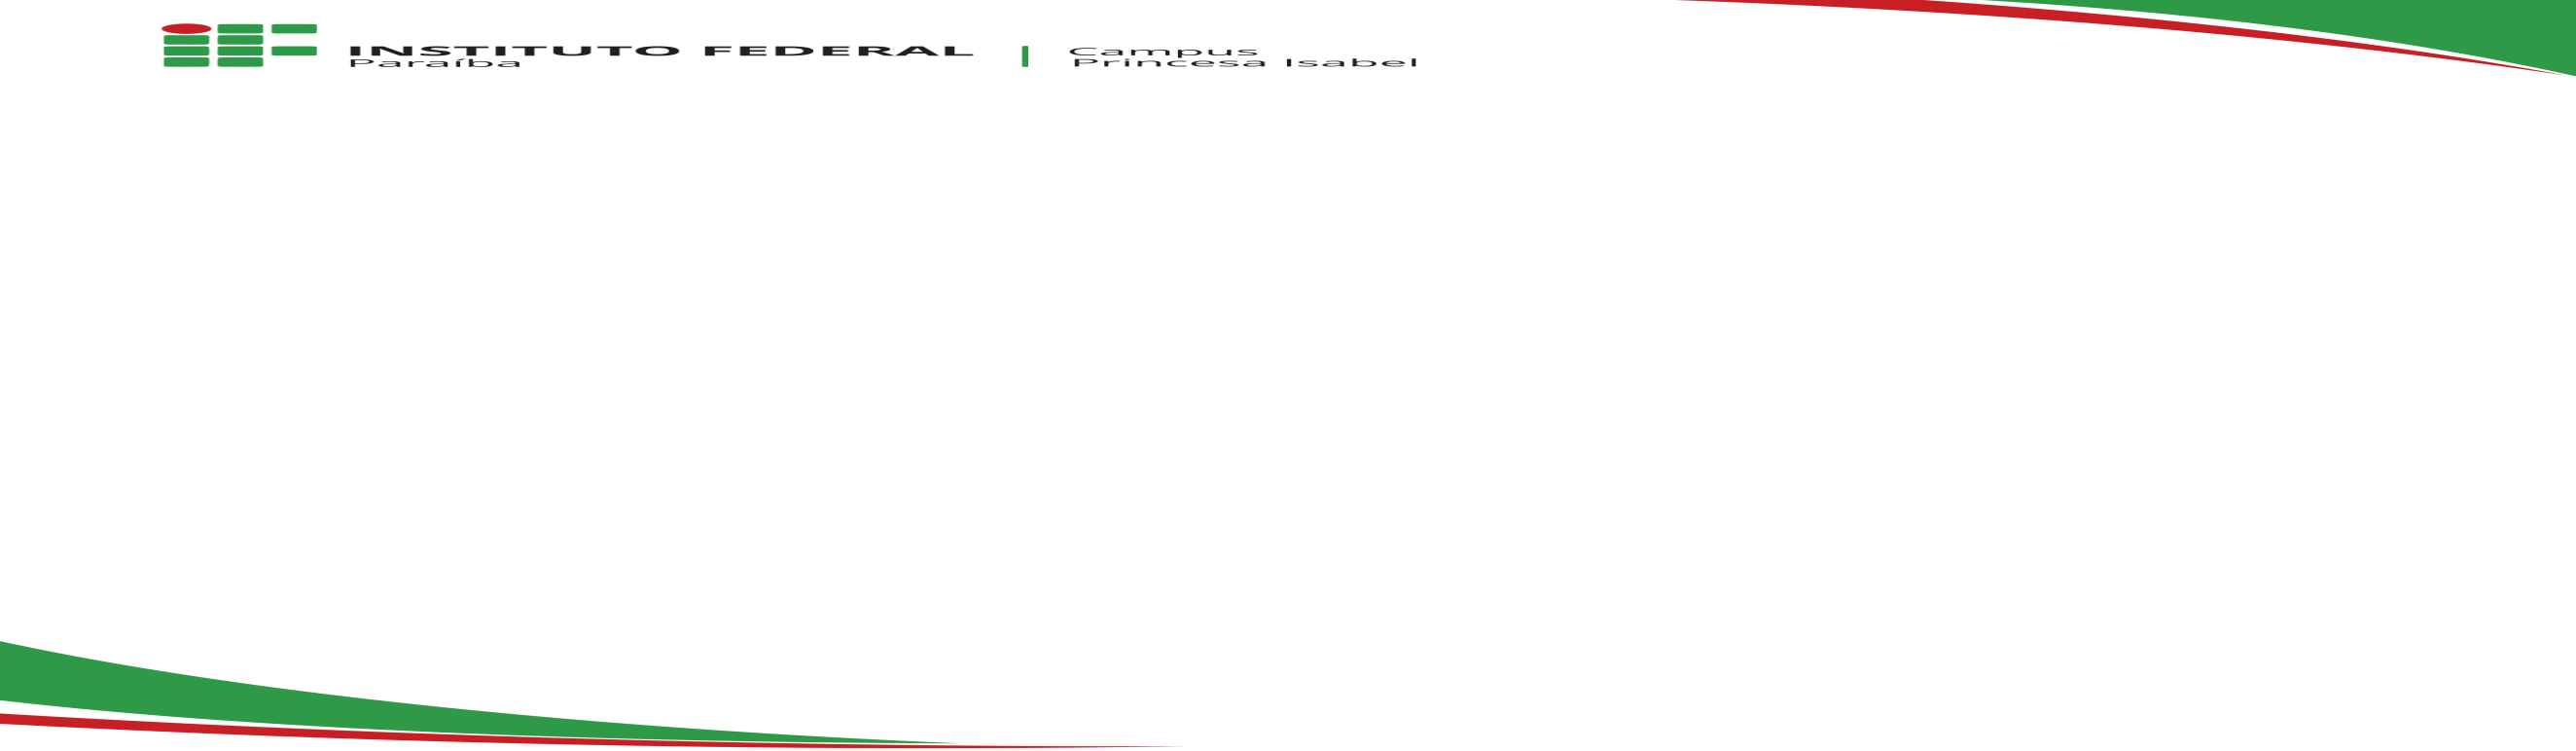 INSTITUTO FEDERAL
Paraíba
Campus
Princesa Isabel